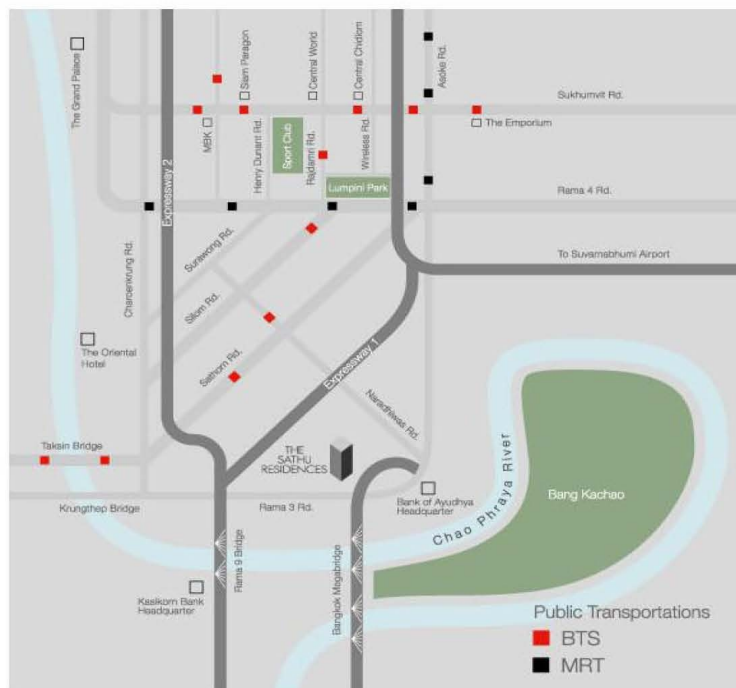 The Grand Palace
MBK
Siam Paragon
Henry Dunant Rd.
Sport Club
Central World
Rajdamri Rd.
Central Chidlom
Wireless Rd.
Asoke Rd.
Sukhumvit Rd.
The Emporium
Lumpini Park
Rama 4 Rd.
Expressway 2
Charoenkrung Rd.
Surawong Rd.
Silom Rd.
Sathorn Rd.
To Suvarnabhumi Airport
The Oriental
Hotel
Expressway 1
Naradhiwas Rd.
Taksin Bridge
THE
SATHU
RESIDENCES
Krungthep Bridge
Rama 3 Rd.
Bank of Ayudhya
Headquarter
Chao Phraya River
Bang Kachao
Rama 9 Bridge
Bangkok Megabridge
Kasikorn Bank
Headquarter
Public Transportations
BTS
MRT